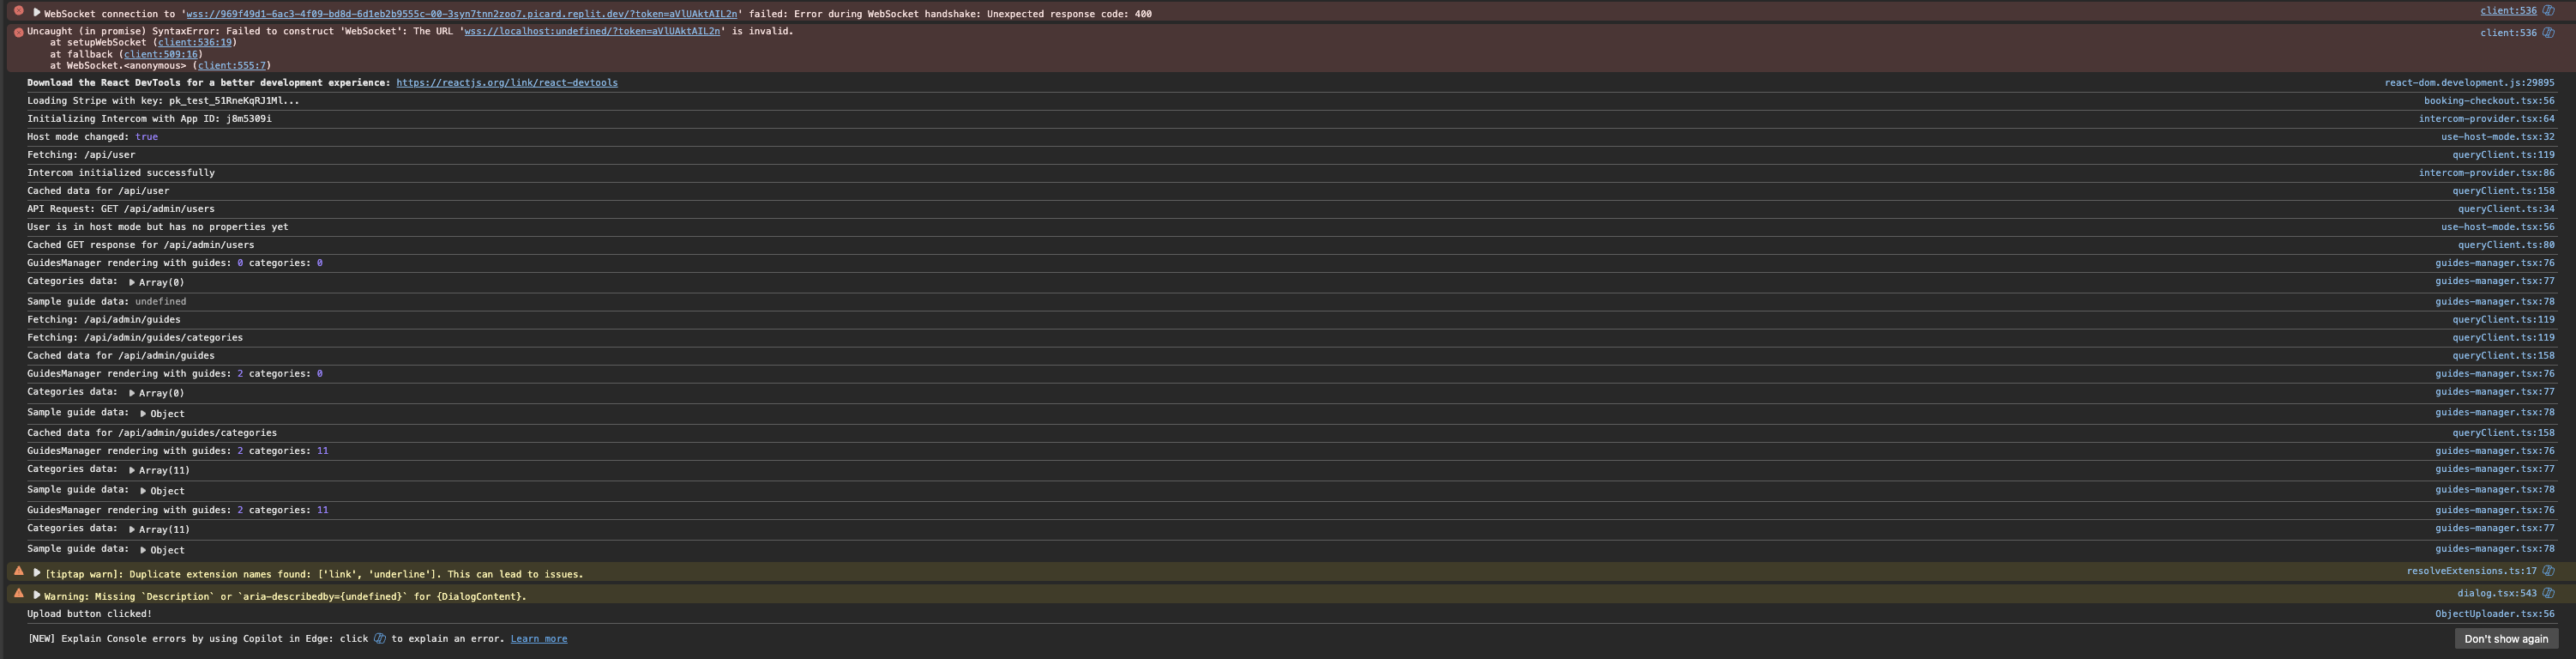 WebSocket connection to 'wss://969f49d1-6ac3-4f09-bd8d-6d1eb2b9555c-00-3syn7tnn2zoo7.picard.replit.dev/?token=aVlUAktAIL2n' failed: Error during WebSocket handshake: Unexpected response code: 400 client:536
Uncaught (in promise) SyntaxError: Failed to construct 'WebSocket': The URL 'wss://localhost:undefined/?token=aVlUAktAIL2n' is invalid. client:536
at setupWebSocket (client:536:19)
at fallback (client:509:16)
at WebSocket.<anonymous> (client:555:7)
Download the React DevTools for a better development experience: https://reactjs.org/link/react-devtools react-dom.development.js:29895
Loading Stripe with key: pk_test_51RneKqRJ1Ml... booking-checkout.tsx:56
Initializing Intercom with App ID: j8m5309i intercom-provider.tsx:64
Host mode changed: true use-host-mode.tsx:32
Fetching: /api/user queryClient.ts:119
Intercom initialized successfully intercom-provider.tsx:86
Cached data for /api/user queryClient.ts:158
API Request: GET /api/admin/users queryClient.ts:34
User is in host mode but has no properties yet use-host-mode.tsx:56
Cached GET response for /api/admin/users queryClient.ts:80
GuidesManager rendering with guides: 0 categories: 0 guides-manager.tsx:76
Categories data: Array(0) guides-manager.tsx:77
Sample guide data: undefined guides-manager.tsx:78
Fetching: /api/admin/guides queryClient.ts:119
Fetching: /api/admin/guides/categories queryClient.ts:119
Cached data for /api/admin/guides queryClient.ts:158
GuidesManager rendering with guides: 2 categories: 0 guides-manager.tsx:76
Categories data: Array(0) guides-manager.tsx:77
Sample guide data: Object guides-manager.tsx:78
Cached data for /api/admin/guides/categories queryClient.ts:158
GuidesManager rendering with guides: 2 categories: 11 guides-manager.tsx:76
Categories data: Array(11) guides-manager.tsx:77
Sample guide data: Object guides-manager.tsx:78
GuidesManager rendering with guides: 2 categories: 11 guides-manager.tsx:76
Categories data: Array(11) guides-manager.tsx:77
Sample guide data: Object guides-manager.tsx:78
[tiptap warn]: Duplicate extension names found: ['link', 'underline']. This can lead to issues. resolveExtensions.ts:17
Warning: Missing `Description` or `aria-describedby={undefined}` for {DialogContent}. dialog.tsx:543
Upload button clicked! ObjectUploader.tsx:56
[NEW] Explain Console errors by using Copilot in Edge: click to explain an error. Learn more Don't show again